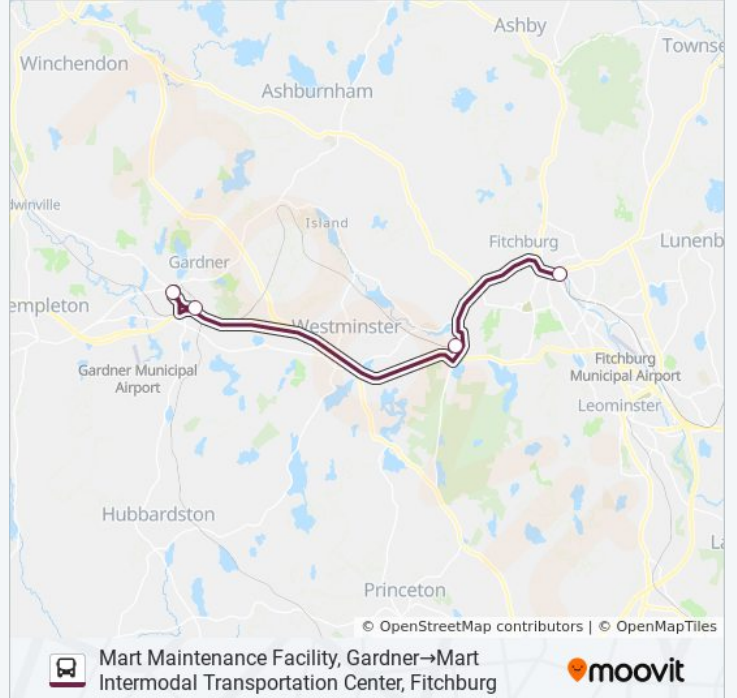 Ashby
Townse
Winchendon
Ashburnham
dwinville
Island
Fitchburg
Lunenb
Gardner
empleton
Westminster
Gardner Municipal
Airport
Fitchburg
Municipal Airport
Leominster
Hubbardston
La
Princeton
© OpenStreetMap contributors | © OpenMapTiles
Mart Maintenance Facility, Gardner→Mart
Intermodal Transportation Center, Fitchburg
moovit